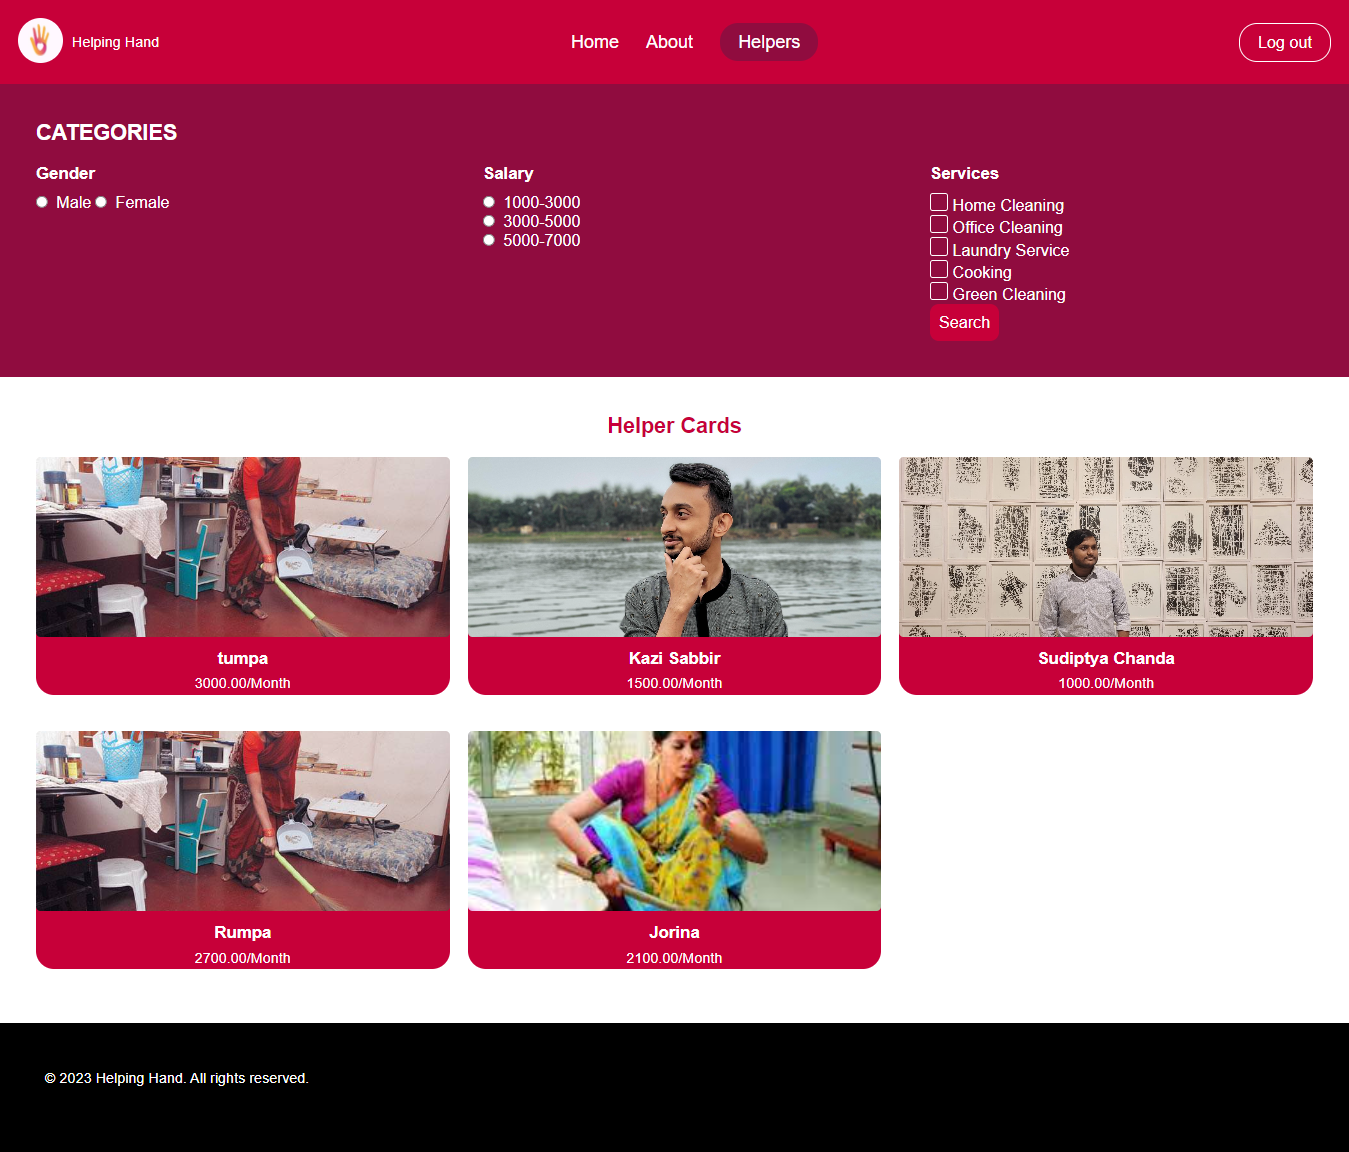 Helping Hand
Home
About
Helpers
Log out
CATEGORIES
Gender
Male
Female
Salary
1000-3000
3000-5000
5000-7000
Services
Home Cleaning
Office Cleaning
Laundry Service
Cooking
Green Cleaning
Search
Helper Cards
tumpa
3000.00/Month
Kazi Sabbir
1500.00/Month
Sudiptya Chanda
1000.00/Month
Rumpa
2700.00/Month
Jorina
2100.00/Month
© 2023 Helping Hand. All rights reserved.